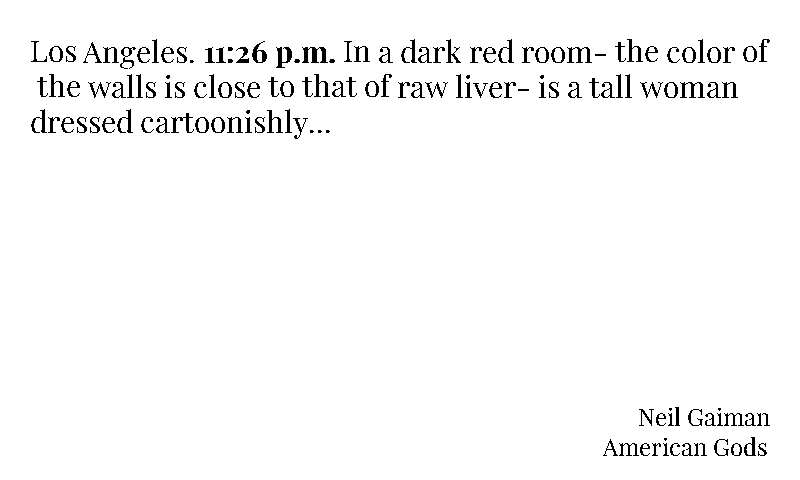 Los Angeles. 11:26 p.m. In a dark red room- the color of
the walls is close to that of raw liver- is a tall woman
dressed cartoonishly...
Neil Gaiman
American Gods